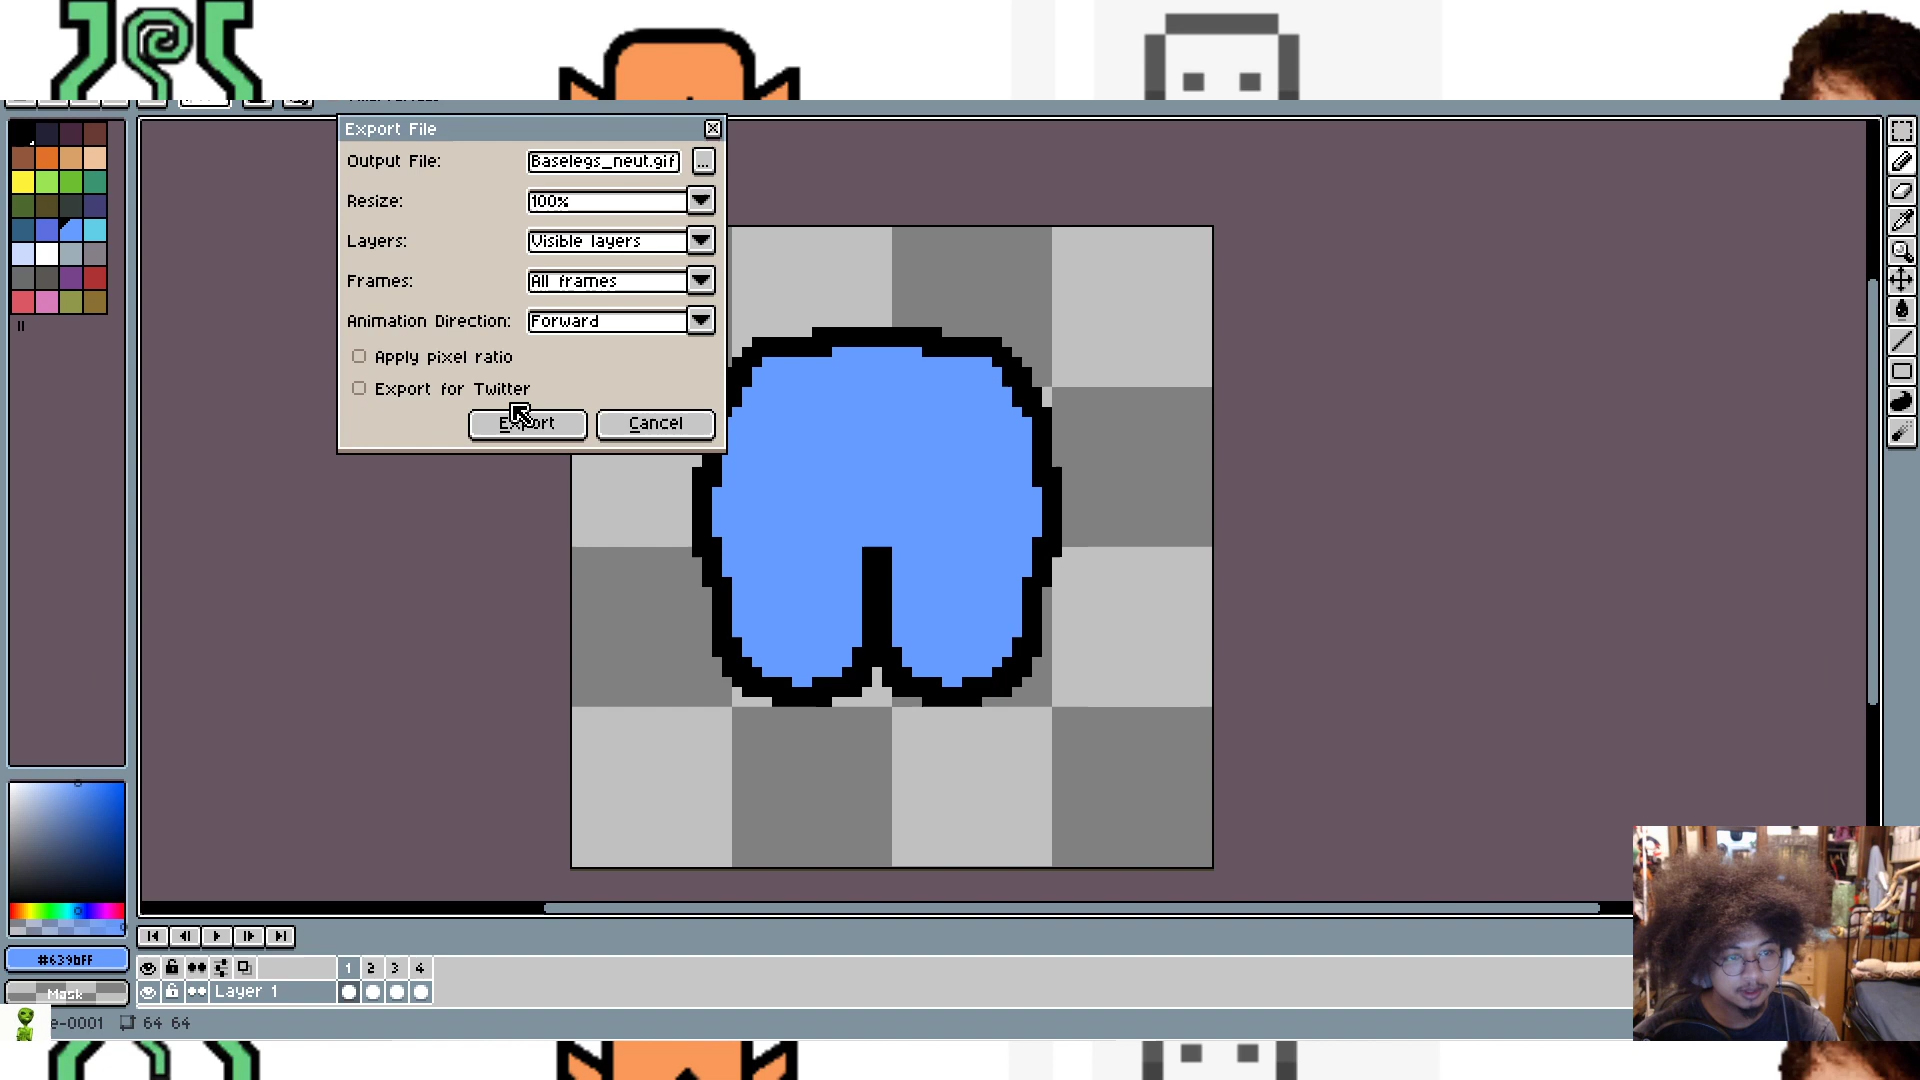 Export File
Output File: Baselegs_neut.gif ...
Resize: 100%
Layers: Visible layers
Frames: All frames
Animation Direction: Forward
Apply pixel ratio
Export for Twitter
Export Cancel
#639bFF
1 2 3 4
Mask
Layer 1
e-0001 64 64